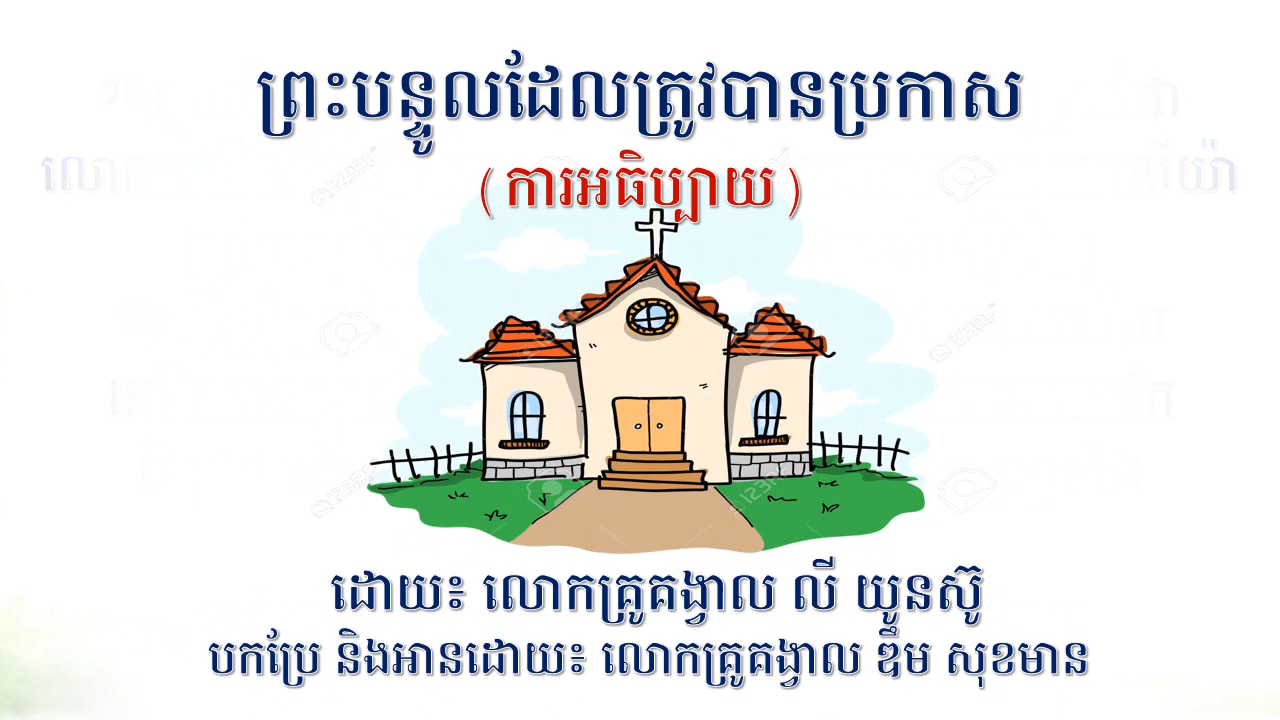 ព្រះបន្ទូលដែលត្រូវបានប្រកាស
(ការអធិប្បាយ)
ដោយ៖ លោកគ្រូគង្វាល លី យូនស៊ូ
បកប្រែ និងអានដោយ៖ លោកគ្រូគង្វាល ឌឹម សុខមាន